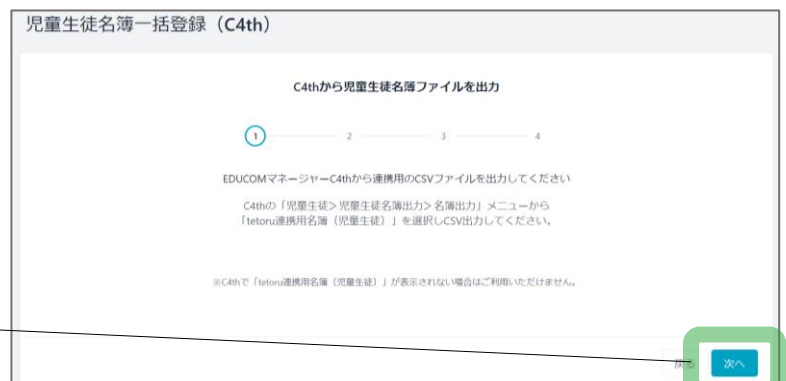 児童生徒名簿一括登録（C4th）
C4thから児童生徒名簿ファイルを出力
1 2 3 4
EDUCOMマネージャーC4thから連携用のCSVファイルを出力してください
C4thの「児童生徒>児童生徒名簿出力>名簿出力」メニューから
「tetoru連携用名簿（児童生徒）」を選択しCSV出力してください。
※C4thで「tetoru連携用名簿（児童生徒）」が表示されない場合はご利用いただけません。
戻る 次へ